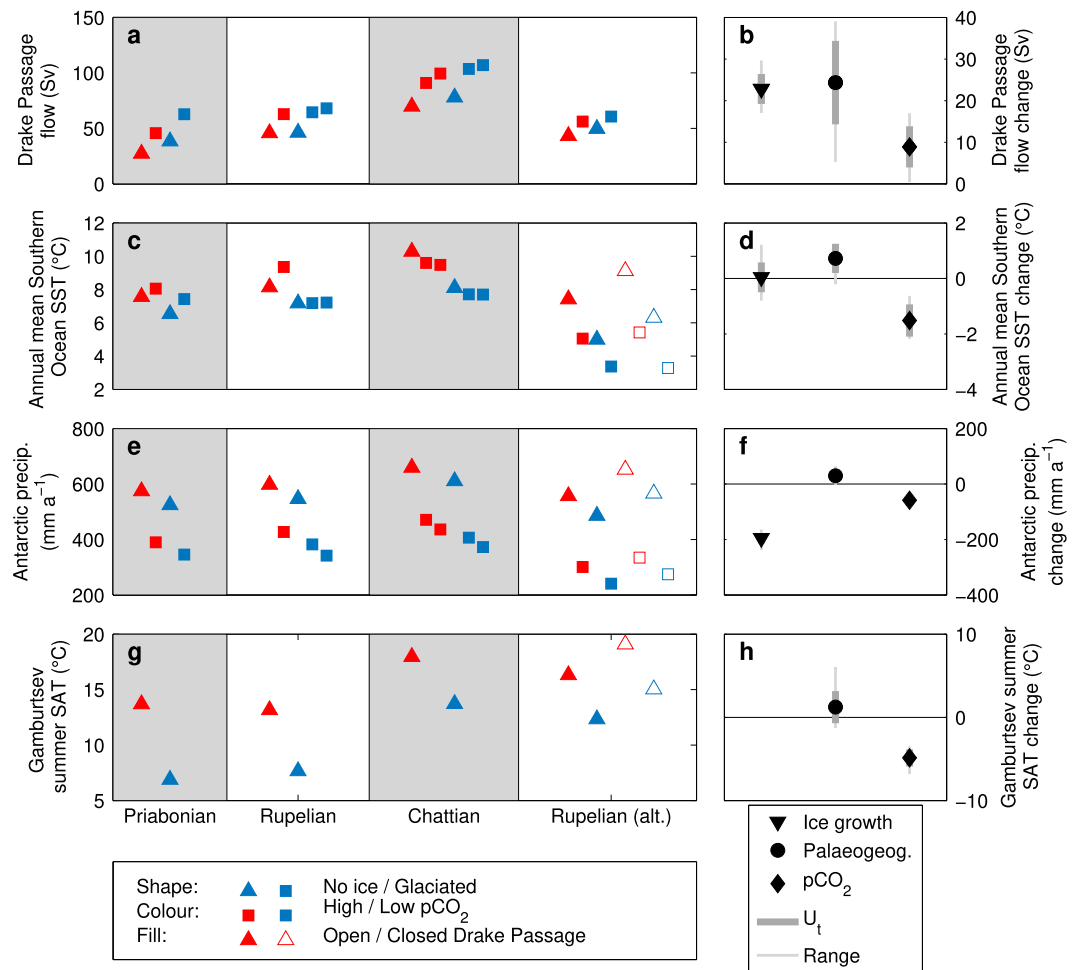 a
150
100
50
0
Drake Passage
flow (Sv)
b
40
30
20
10
0
Drake Passage
flow change (Sv)
c
12
10
8
6
4
2
Annual mean Southern
Ocean SST (°C)
d
2
0
−2
−4
Annual mean Southern
Ocean SST change (°C)
e
800
600
400
200
Antarctic precip.
(mm a⁻¹)
f
200
0
−200
−400
Antarctic precip.
change (mm a⁻¹)
g
20
15
10
5
Gamburtsev
summer SAT (°C)
h
10
0
−10
Gamburtsev summer
SAT change (°C)
Priabonian Rupelian Chattian Rupelian (alt.)
Shape: No ice / Glaciated
Colour: High / Low pCO₂
Fill: Open / Closed Drake Passage
Ice growth
Palaeogeog.
pCO₂
Uₜ
Range